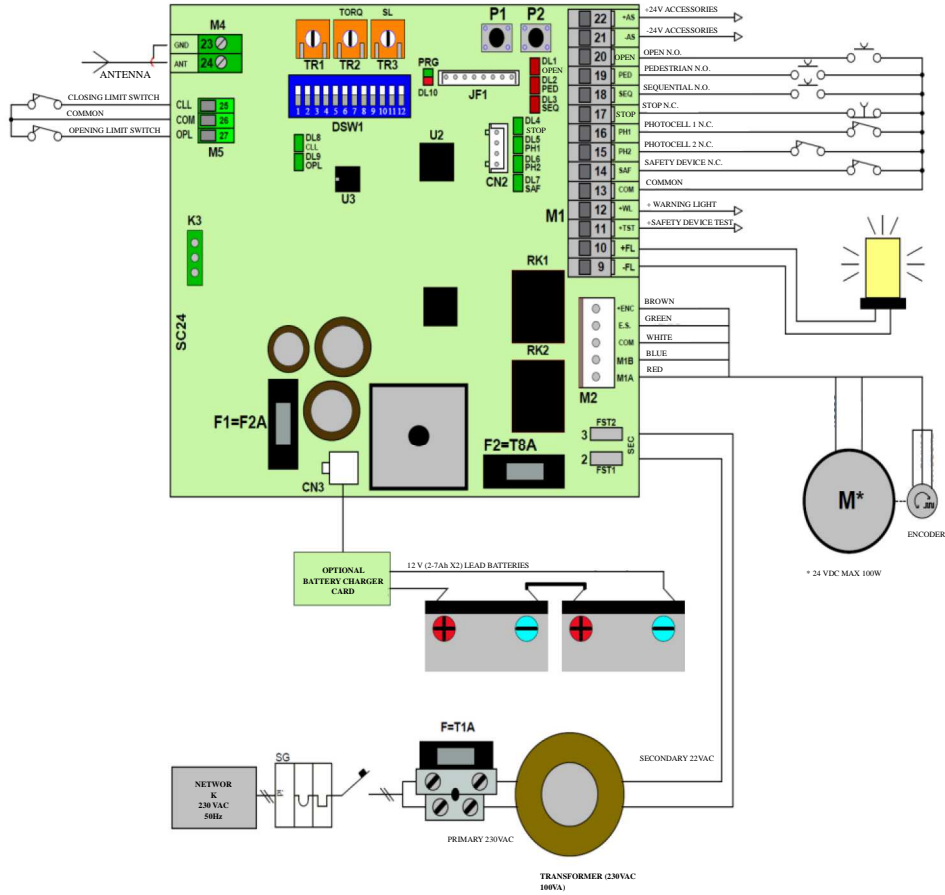 M4
GND 23
ANT 24
ANTENNA
CLOSING LIMIT SWITCH
COMMON
OPENING LIMIT SWITCH
CLL 25
COM 26
OPL 27
M5
K3
SC24
TORQ SL
TR1 TR2 TR3
1 2 3 4 5 6 7 8 9 10 11 12
DSW1
DL8
CLL
DL9
OPL
U3
U2
PRG
DL10
P1 P2
JF1
DL1
OPEN
DL2
PED
DL3
SEQ
DL4
STOP
DL5
PH1
DL6
PH2
DL7
SAF
CN2
M1
22 +AS +24V ACCESSORIES
21 -AS -24V ACCESSORIES
20 OPEN OPEN N.O.
19 PED PEDESTRIAN N.O.
18 SEQ SEQUENTIAL N.O.
17 STOP STOP N.C.
16 PH1 PHOTOCELL 1 N.C.
15 PH2 PHOTOCELL 2 N.C.
14 SAF SAFETY DEVICE N.C.
13 COM COMMON
12 +WL + WARNING LIGHT
11 +TST +SAFETY DEVICE TEST
10 +FL
9 -FL
RK1
RK2
+ENC BROWN
E.S. GREEN
COM WHITE
M1B BLUE
M1A RED
M2
F1=F2A
F2=T8A
CN3
3 FST2
2 FST1
SEC
M*
ENCODER
* 24 VDC MAX 100W
OPTIONAL
BATTERY CHARGER
CARD
12 V (2-7Ah X2) LEAD BATTERIES
F=T1A
SG
NETWOR
K
230 VAC
50Hz
SECONDARY 22VAC
PRIMARY 230VAC
TRANSFORMER (230VAC
100VA)